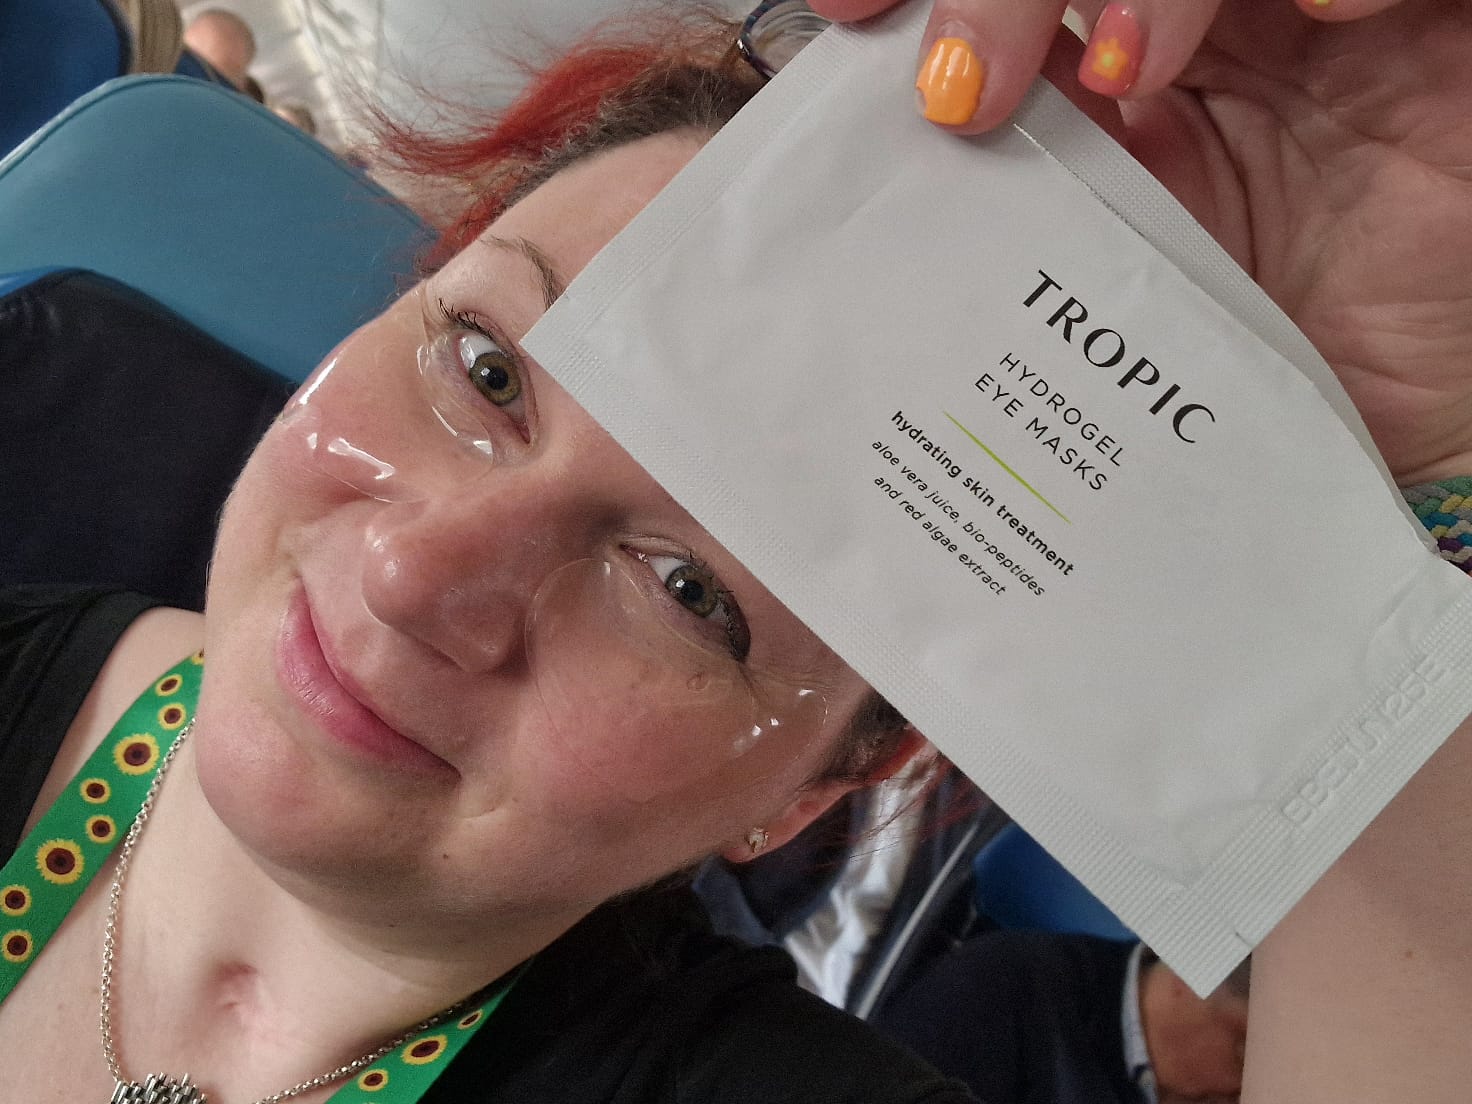 TROPIC
HYDROGEL
EYE MASKS
hydrating skin treatment
aloe vera juice, bio-peptides
and red algae extract